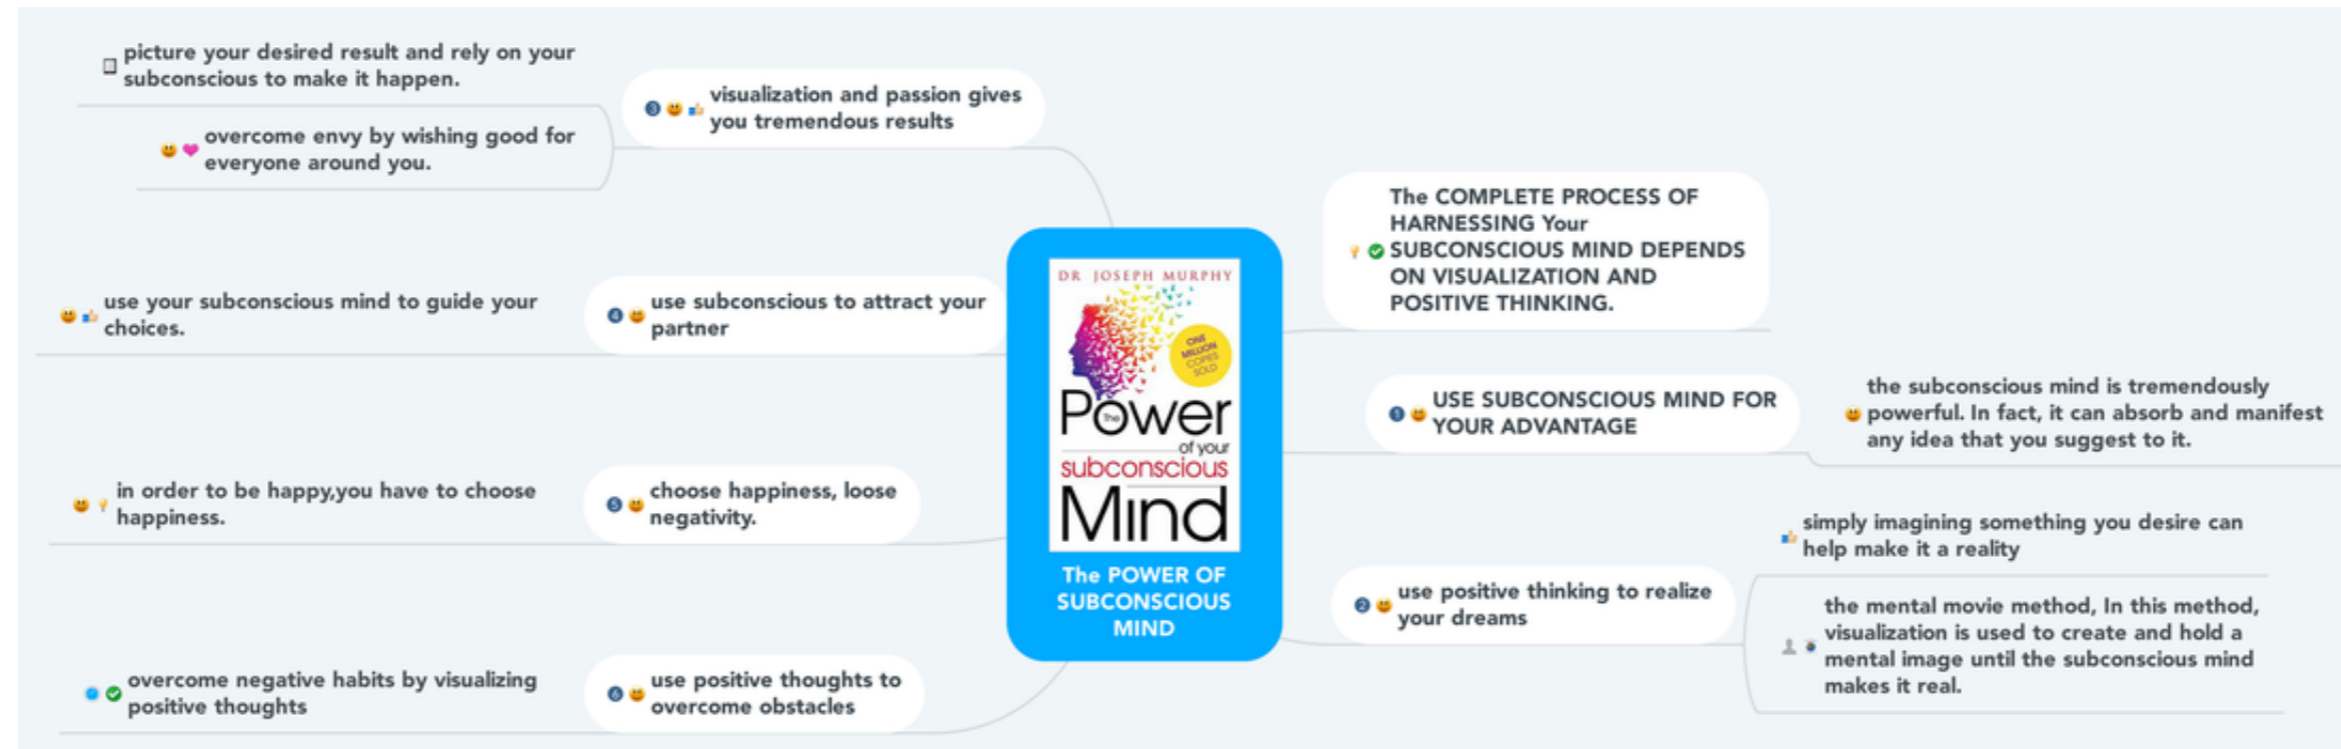 picture your desired result and rely on your
subconscious to make it happen.
overcome envy by wishing good for
everyone around you.
3
visualization and passion gives
you tremendous results
use your subconscious mind to guide your
choices.
4
use subconscious to attract your
partner
in order to be happy,you have to choose
happiness.
5
choose happiness, loose
negativity.
overcome negative habits by visualizing
positive thoughts
6
use positive thoughts to
overcome obstacles
DR JOSEPH MURPHY
ONE
MILLION
COPIES
SOLD
The
Power
of your
subconscious
Mind
The POWER OF
SUBCONSCIOUS
MIND
The COMPLETE PROCESS OF
HARNESSING Your
SUBCONSCIOUS MIND DEPENDS
ON VISUALIZATION AND
POSITIVE THINKING.
1
USE SUBCONSCIOUS MIND FOR
YOUR ADVANTAGE
the subconscious mind is tremendously
powerful. In fact, it can absorb and manifest
any idea that you suggest to it.
2
use positive thinking to realize
your dreams
simply imagining something you desire can
help make it a reality
the mental movie method, In this method,
visualization is used to create and hold a
mental image until the subconscious mind
makes it real.